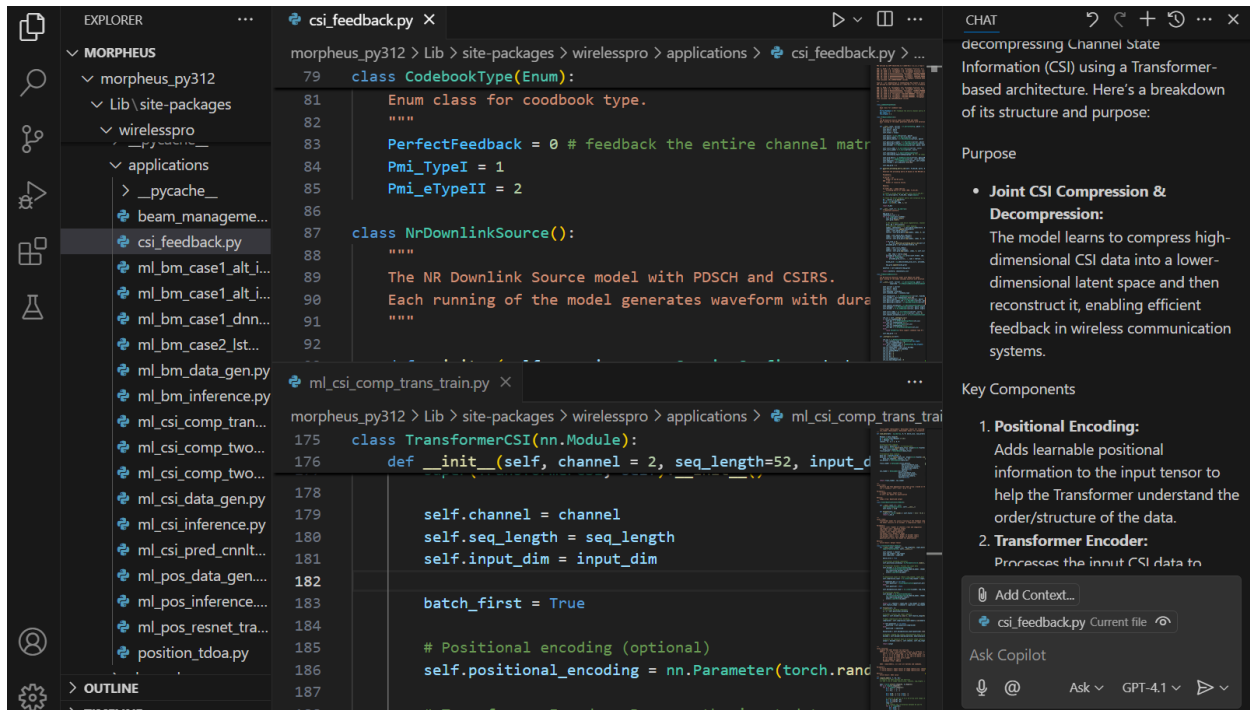 EXPLORER
MORPHEUS
morpheus_py312
Lib\site-packages
wirelesspro
__pycache__
applications
__pycache__
beam_manageme...
csi_feedback.py
ml_bm_case1_alt_i...
ml_bm_case1_alt_i...
ml_bm_case1_dnn...
ml_bm_case2_lst...
ml_bm_data_gen.py
ml_bm_inference.py
ml_csi_comp_tran...
ml_csi_comp_two...
ml_csi_comp_two...
ml_csi_data_gen.py
ml_csi_inference.py
ml_csi_pred_cnnlt...
ml_pos_data_gen....
ml_pos_inference....
ml_pos_resnet_tra...
position_tdoa.py
OUTLINE
csi_feedback.py
morpheus_py312 > Lib > site-packages > wirelesspro > applications > csi_feedback.py > ...
79 class CodebookType(Enum):
81 Enum class for coodbook type.
82 """
83 PerfectFeedback = 0 # feedback the entire channel matr
84 Pmi_TypeI = 1
85 Pmi_eTypeII = 2
86
87 class NrDownlinkSource():
88 """
89 The NR Downlink Source model with PDSCH and CSIRS.
90 Each running of the model generates waveform with dura
91 """
92
ml_csi_comp_trans_train.py
morpheus_py312 > Lib > site-packages > wirelesspro > applications > ml_csi_comp_trans_trai
175 class TransformerCSI(nn.Module):
176 def __init__(self, channel = 2, seq_length=52, input_d
178
179 self.channel = channel
180 self.seq_length = seq_length
181 self.input_dim = input_dim
182
183 batch_first = True
184
185 # Positional encoding (optional)
186 self.positional_encoding = nn.Parameter(torch.rand
187
CHAT
decompressing Channel State
Information (CSI) using a Transformer-
based architecture. Here's a breakdown
of its structure and purpose:
Purpose
• Joint CSI Compression &
Decompression:
The model learns to compress high-
dimensional CSI data into a lower-
dimensional latent space and then
reconstruct it, enabling efficient
feedback in wireless communication
systems.
Key Components
1. Positional Encoding:
Adds learnable positional
information to the input tensor to
help the Transformer understand the
order/structure of the data.
2. Transformer Encoder:
Processes the input CSI data to
Add Context...
csi_feedback.py Current file
Ask Copilot
Ask
GPT-4.1